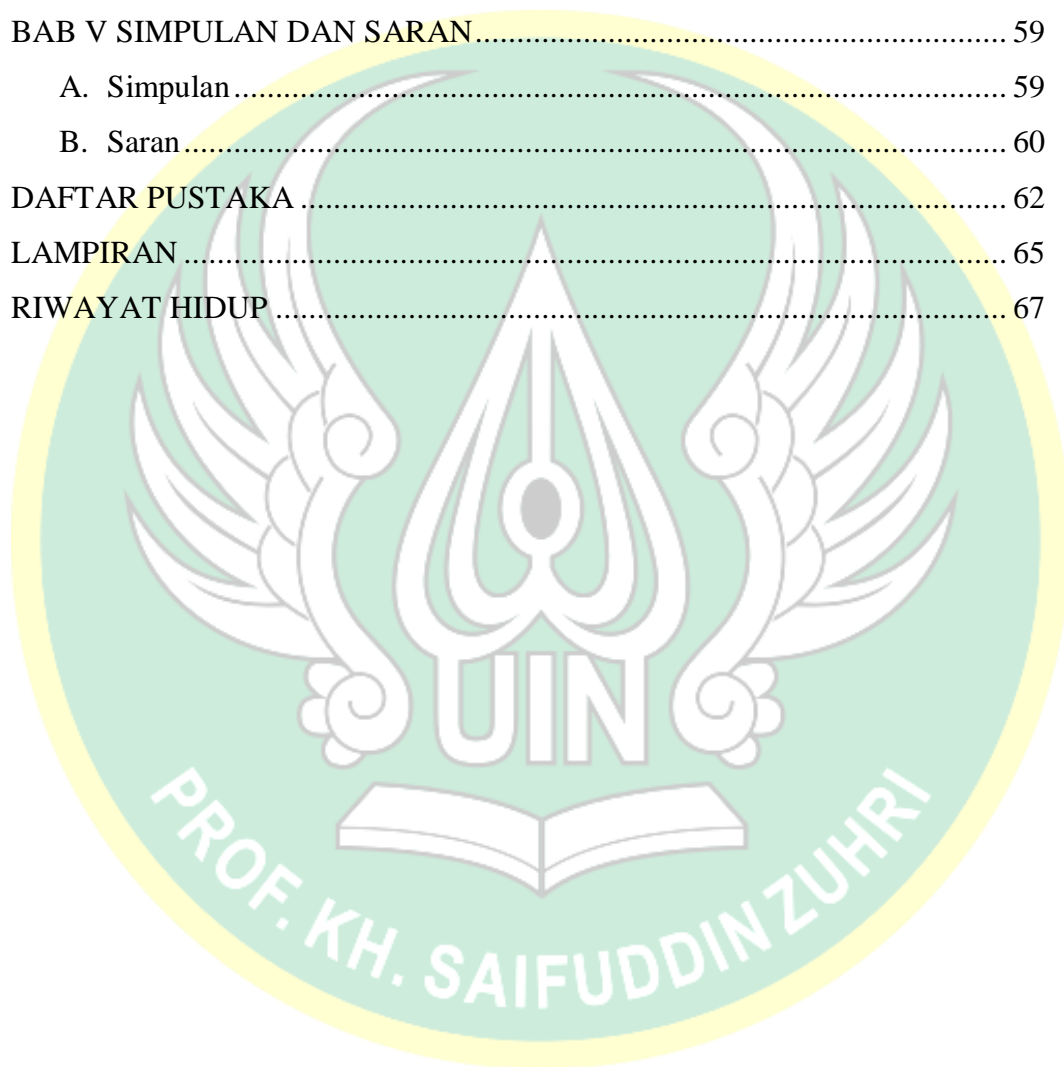 BAB V SIMPULAN DAN SARAN.................................................................. 59
A. Simpulan................................................................................................ 59
B. Saran...................................................................................................... 60
DAFTAR PUSTAKA ........................................................................................ 62
LAMPIRAN ...................................................................................................... 65
RIWAYAT HIDUP ........................................................................................... 67
UIN
PROF. KH. SAIFUDDIN ZUHRI